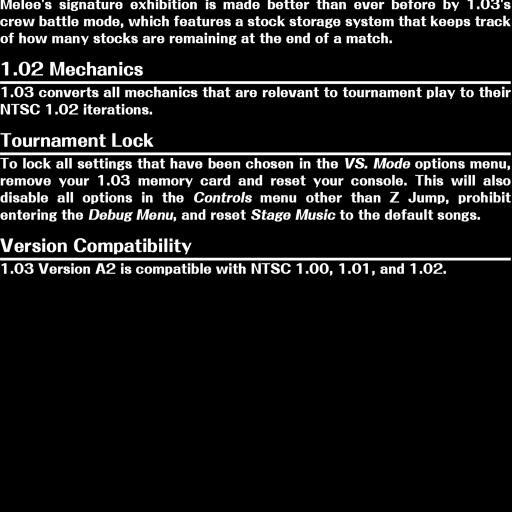 Melee's signature exhibition is made better than ever before by 1.03's
crew battle mode, which features a stock storage system that keeps track
of how many stocks are remaining at the end of a match.
1.02 Mechanics
1.03 converts all mechanics that are relevant to tournament play to their
NTSC 1.02 iterations.
Tournament Lock
To lock all settings that have been chosen in the VS. Mode options menu,
remove your 1.03 memory card and reset your console. This will also
disable all options in the Controls menu other than Z Jump, prohibit
entering the Debug Menu, and reset Stage Music to the default songs.
Version Compatibility
1.03 Version A2 is compatible with NTSC 1.00, 1.01, and 1.02.